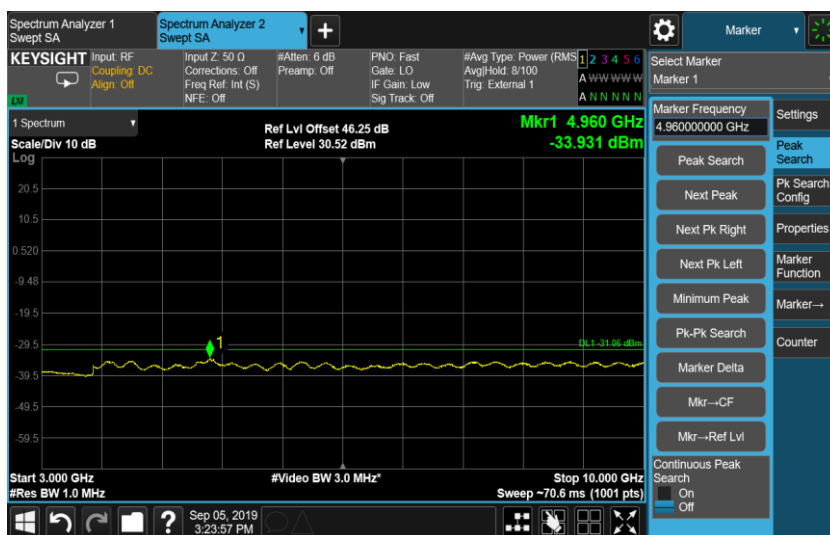 Spectrum Analyzer 1
Swept SA
Spectrum Analyzer 2
Swept SA
Marker
KEYSIGHT
LXI
Input: RF
Coupling: DC
Align: Off
Input Z: 50 Ω
Corrections: Off
Freq Ref: Int (S)
NFE: Off
#Atten: 6 dB
Preamp: Off
PNO: Fast
Gate: LO
IF Gain: Low
Sig Track: Off
#Avg Type: Power (RMS
Avg|Hold: 8/100
Trig: External 1
1 2 3 4 5 6
A W W W W W
A N N N N N
Select Marker
Marker 1
1 Spectrum
Scale/Div 10 dB
Log
Ref Lvl Offset 46.25 dB
Ref Level 30.52 dBm
Mkr1 4.960 GHz
-33.931 dBm
20.5
10.5
0.520
-9.48
-19.5
-29.5
-39.5
-49.5
-59.5
1
DL1 -31.06 dBm
Start 3.000 GHz
#Res BW 1.0 MHz
#Video BW 3.0 MHz*
Stop 10.000 GHz
Sweep ~70.6 ms (1001 pts)
Marker Frequency
4.960000000 GHz
Peak Search
Next Peak
Next Pk Right
Next Pk Left
Minimum Peak
Pk-Pk Search
Marker Delta
Mkr→CF
Mkr→Ref Lvl
Continuous Peak
Search
On
Off
Settings
Peak
Search
Pk Search
Config
Properties
Marker
Function
Marker→
Counter
?
Sep 05, 2019
3:23:57 PM